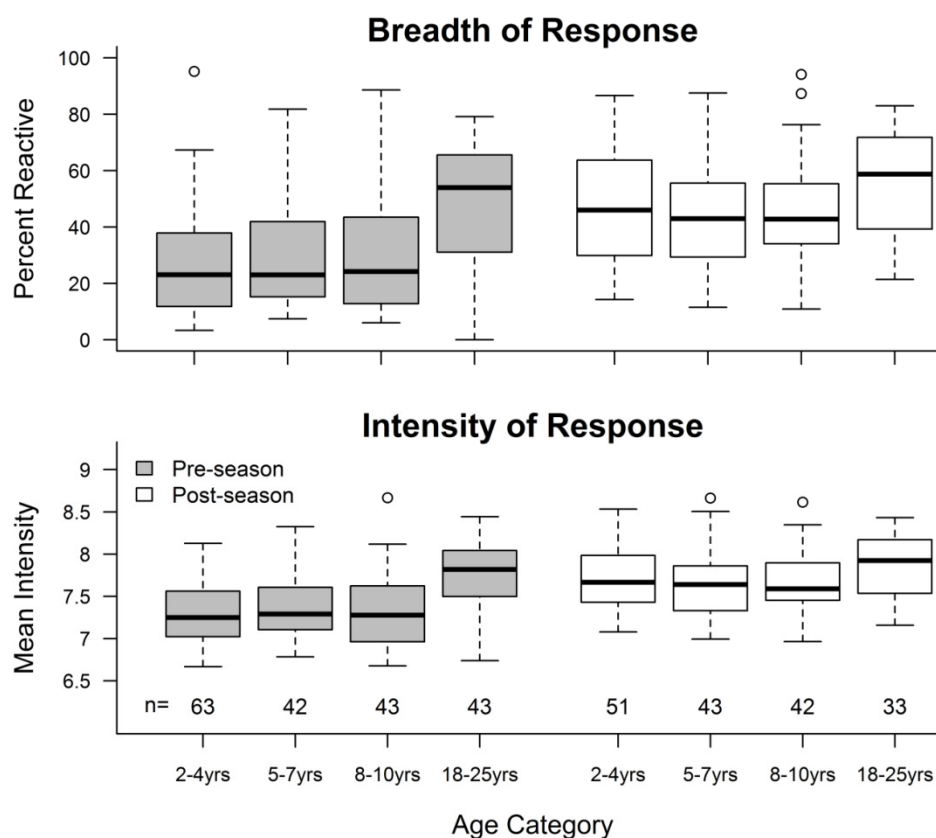 Breadth of Response
Percent Reactive
100
80
60
40
20
0
Intensity of Response
Mean Intensity
9
8.5
8
7.5
7
6.5
Pre-season
Post-season
n= 63 42 43 43 51 43 42 33
2-4yrs 5-7yrs 8-10yrs 18-25yrs 2-4yrs 5-7yrs 8-10yrs 18-25yrs
Age Category